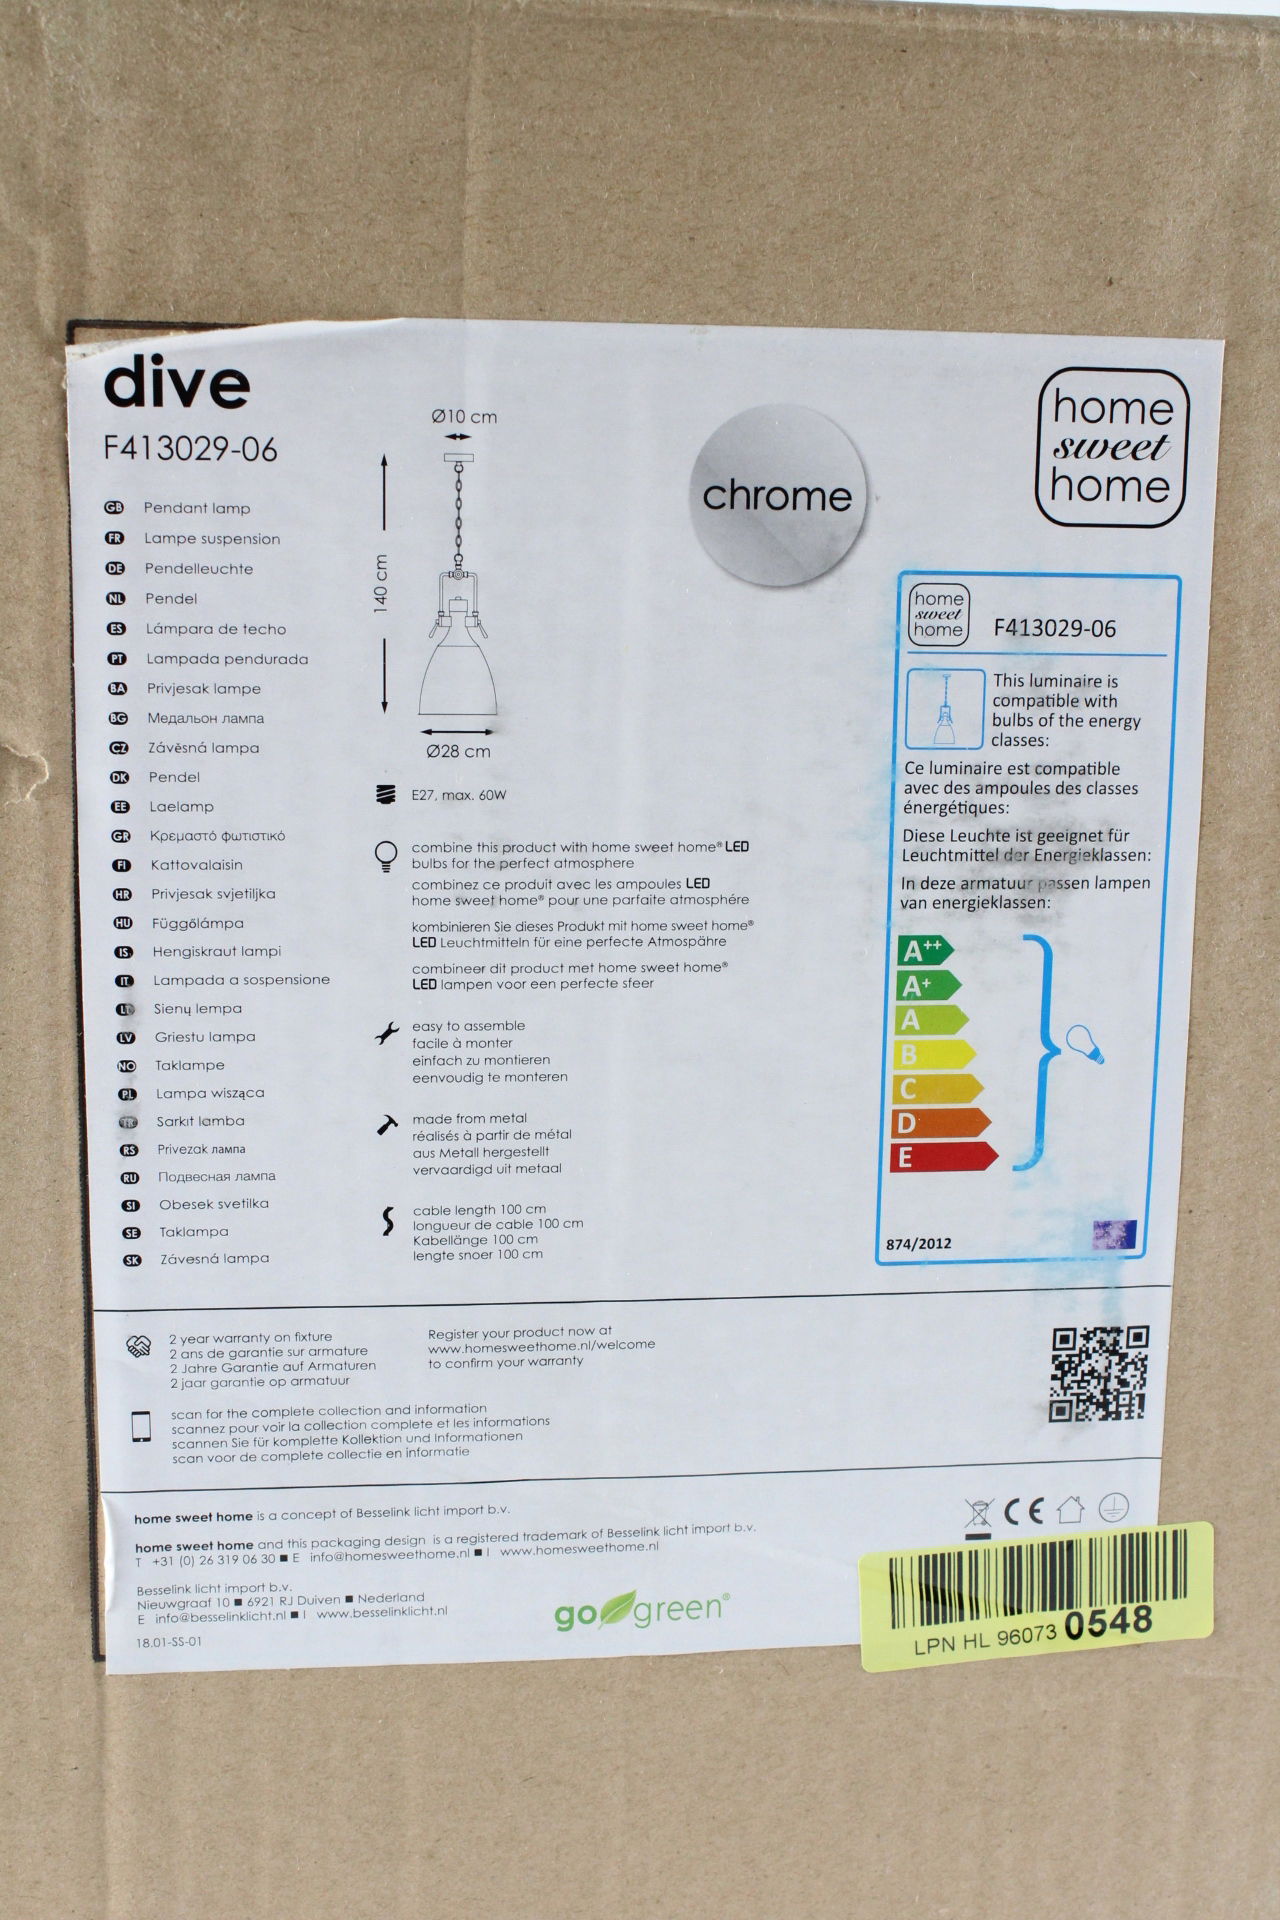 dive
F413029-06
GB Pendant lamp
FR Lampe suspension
DE Pendelleuchte
NL Pendel
ES Lámpara de techo
PT Lampada pendurada
BA Privjesak lampe
BG Медальон лампа
CZ Závěsná lampa
DK Pendel
EE Laelamp
GR Κρεμαστό φωτιστικό
FI Kattovalaisin
HR Privjesak svjetiljka
HU Függőlámpa
IS Hengiskraut lampi
IT Lampada a sospensione
LT Sienų lempa
LV Griestu lampa
NO Taklampe
PL Lampa wisząca
TR Sarkıt lamba
RS Privezak лампа
RU Подвесная лампа
SI Obesek svetilka
SE Taklampa
SK Závesná lampa
Ø10 cm
140 cm
Ø28 cm
E27, max. 60W
combine this product with home sweet home® LED
bulbs for the perfect atmosphere
combinez ce produit avec les ampoules LED
home sweet home® pour une parfaite atmosphére
kombinieren Sie dieses Produkt mit home sweet home®
LED Leuchtmitteln für eine perfecte Atmospähre
combineer dit product met home sweet home®
LED lampen voor een perfecte sfeer
easy to assemble
facile à monter
einfach zu montieren
eenvoudig te monteren
made from metal
réalisés à partir de métal
aus Metall hergestellt
vervaardigd uit metaal
cable length 100 cm
longueur de cable 100 cm
Kabellänge 100 cm
lengte snoer 100 cm
chrome
home
sweet
home
home
sweet
home
F413029-06
This luminaire is
compatible with
bulbs of the energy
classes:
Ce luminaire est compatible
avec des ampoules des classes
énergétiques:
Diese Leuchte ist geeignet für
Leuchtmittel der Energieklassen:
In deze armatuur passen lampen
van energieklassen:
A++
A+
A
B
C
D
E
874/2012
2 year warranty on fixture
2 ans de garantie sur armature
2 Jahre Garantie auf Armaturen
2 jaar garantie op armatuur
Register your product now at
www.homesweethome.nl/welcome
to confirm your warranty
scan for the complete collection and information
scannez pour voir la collection complete et les informations
scannen Sie für komplette Kollektion und Informationen
scan voor de complete collectie en informatie
home sweet home is a concept of Besselink licht import b.v.
home sweet home and this packaging design is a registered trademark of Besselink licht import b.v.
T +31 (0) 26 319 06 30 ■ E info@homesweethome.nl ■ I www.homesweethome.nl
Besselink licht import b.v.
Nieuwgraaf 10 ■ 6921 RJ Duiven ■ Nederland
E info@besselinklicht.nl ■ I www.besselinklicht.nl
18.01-SS-01
go green®
CE
LPN HL 96073 0548